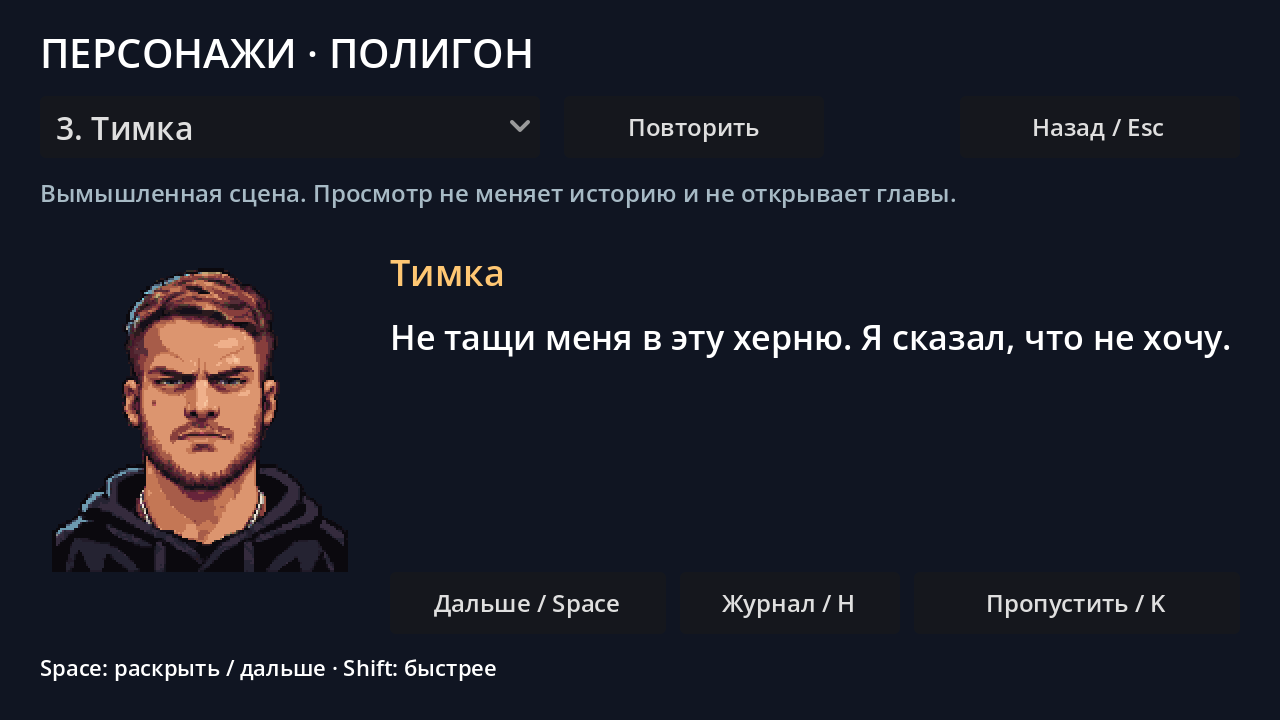 ПЕРСОНАЖИ · ПОЛИГОН
3. Тимка
Повторить
Назад / Esc
Вымышленная сцена. Просмотр не меняет историю и не открывает главы.
Тимка
Не тащи меня в эту херню. Я сказал, что не хочу.
Дальше / Space
Журнал / H
Пропустить / K
Space: раскрыть / дальше · Shift: быстрее